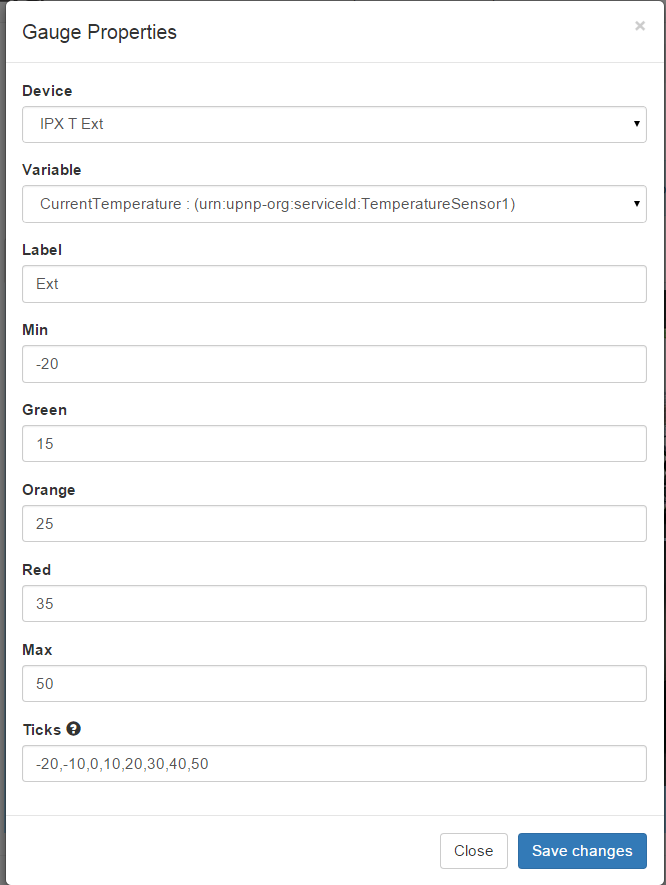 Gauge Properties
×
Device
IPX T Ext
Variable
CurrentTemperature : (urn:upnp-org:serviceId:TemperatureSensor1)
Label
Ext
Min
-20
Green
15
Orange
25
Red
35
Max
50
Ticks ?
-20,-10,0,10,20,30,40,50
Close Save changes